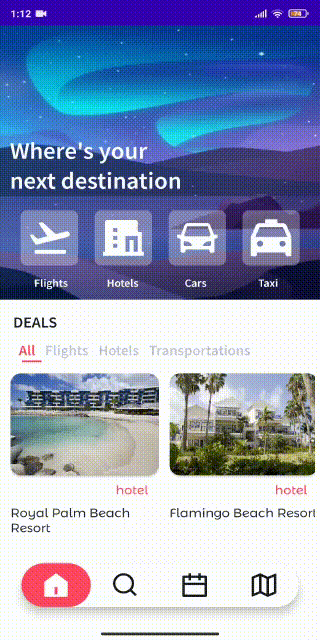 1:12
Where's your
next destination
Flights Hotels Cars Taxi
DEALS
All Flights Hotels Transportations
hotel hotel
Royal Palm Beach Flamingo Beach Resort
Resort